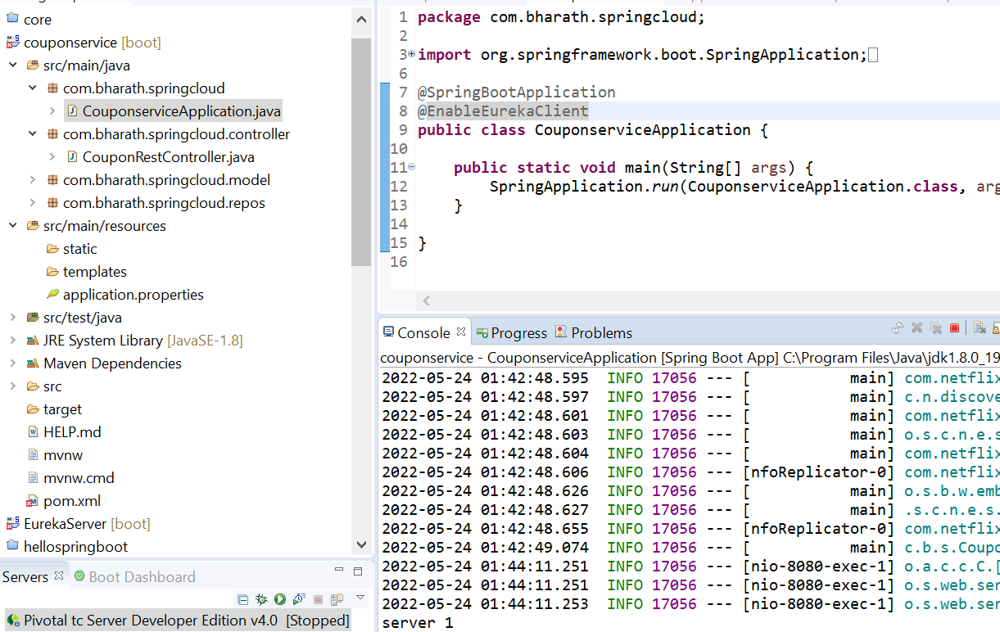 core
couponservice [boot]
src/main/java
com.bharath.springcloud
CouponserviceApplication.java
com.bharath.springcloud.controller
CouponRestController.java
com.bharath.springcloud.model
com.bharath.springcloud.repos
src/main/resources
static
templates
application.properties
src/test/java
JRE System Library [JavaSE-1.8]
Maven Dependencies
src
target
HELP.md
mvnw
mvnw.cmd
pom.xml
EurekaServer [boot]
hellospringboot
Servers Boot Dashboard
Pivotal tc Server Developer Edition v4.0 [Stopped]
1 package com.bharath.springcloud;
2
3 import org.springframework.boot.SpringApplication;
6
7 @SpringBootApplication
8 @EnableEurekaClient
9 public class CouponserviceApplication {
10
11 public static void main(String[] args) {
12 SpringApplication.run(CouponserviceApplication.class, arg
13 }
14
15 }
16
Console Progress Problems
couponservice - CouponserviceApplication [Spring Boot App] C:\Program Files\Java\jdk1.8.0_19
2022-05-24 01:42:48.595 INFO 17056 --- [ main] com.netflix
2022-05-24 01:42:48.597 INFO 17056 --- [ main] c.n.discove
2022-05-24 01:42:48.601 INFO 17056 --- [ main] com.netflix
2022-05-24 01:42:48.603 INFO 17056 --- [ main] o.s.c.n.e.s
2022-05-24 01:42:48.604 INFO 17056 --- [ main] com.netflix
2022-05-24 01:42:48.606 INFO 17056 --- [nfoReplicator-0] com.netflix
2022-05-24 01:42:48.626 INFO 17056 --- [ main] o.s.b.w.emb
2022-05-24 01:42:48.627 INFO 17056 --- [ main] .s.c.n.e.s.
2022-05-24 01:42:48.655 INFO 17056 --- [nfoReplicator-0] com.netflix
2022-05-24 01:42:49.074 INFO 17056 --- [ main] c.b.s.Coupo
2022-05-24 01:44:11.251 INFO 17056 --- [nio-8080-exec-1] o.a.c.c.C.[
2022-05-24 01:44:11.251 INFO 17056 --- [nio-8080-exec-1] o.s.web.ser
2022-05-24 01:44:11.253 INFO 17056 --- [nio-8080-exec-1] o.s.web.ser
server 1